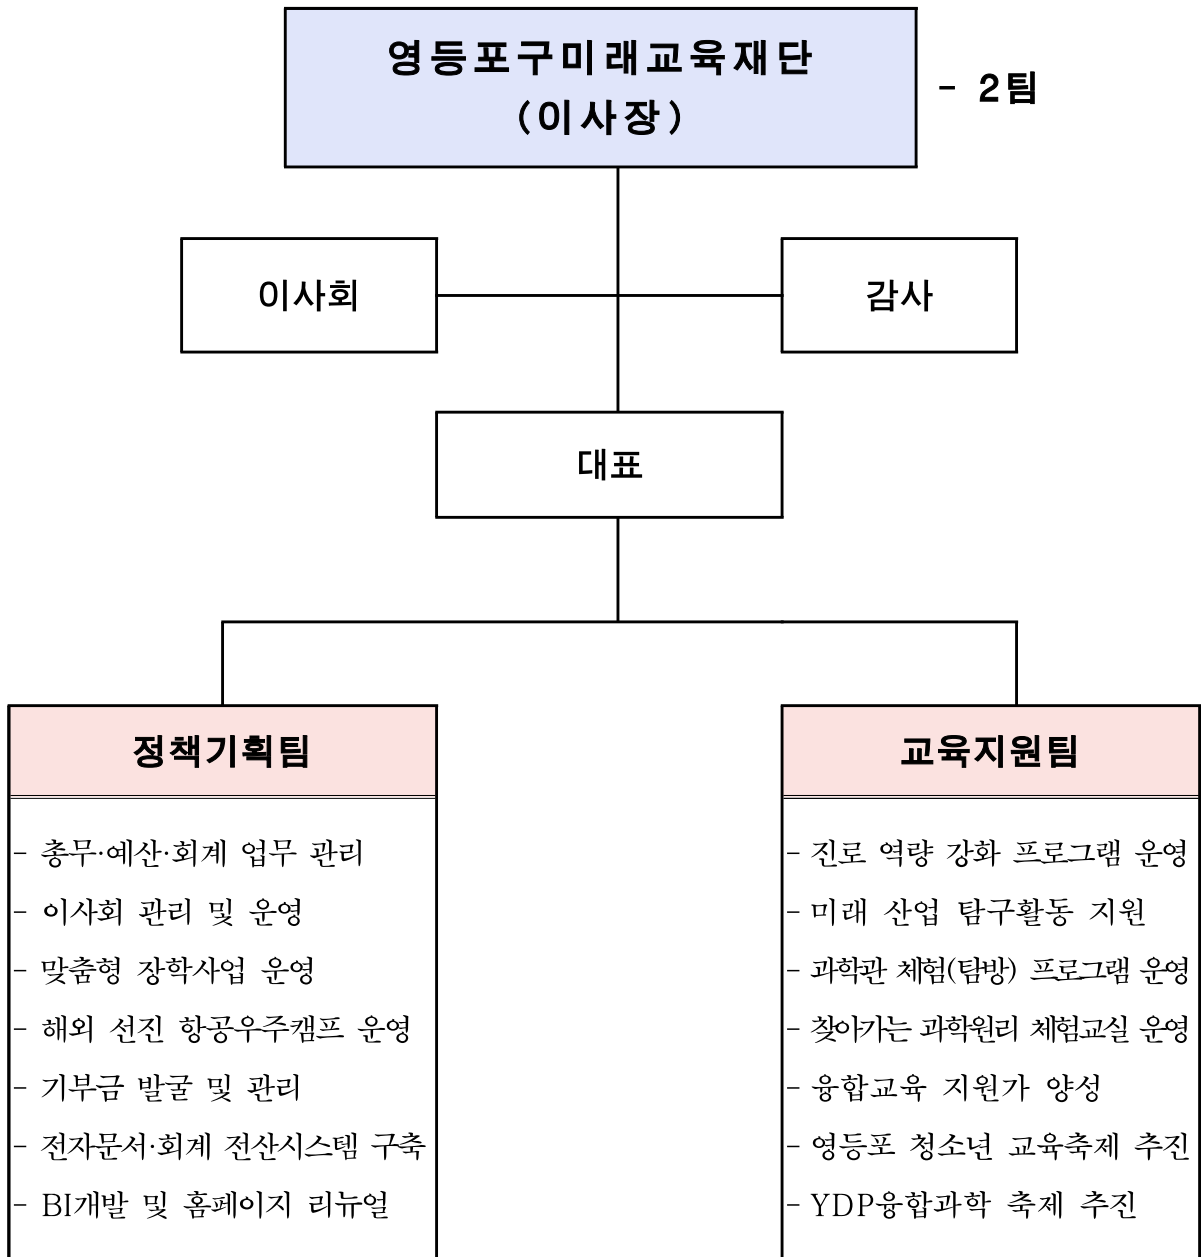 영등포구미래교육재단
(이사장)
- 2팀
이사회
감사
대표
정책기획팀
- 총무·예산·회계 업무 관리
- 이사회 관리 및 운영
- 맞춤형 장학사업 운영
- 해외 선진 항공우주캠프 운영
- 기부금 발굴 및 관리
- 전자문서·회계 전산시스템 구축
- BI개발 및 홈페이지 리뉴얼
교육지원팀
- 진로 역량 강화 프로그램 운영
- 미래 산업 탐구활동 지원
- 과학관 체험(탐방) 프로그램 운영
- 찾아가는 과학원리 체험교실 운영
- 융합교육 지원가 양성
- 영등포 청소년 교육축제 추진
- YDP융합과학 축제 추진